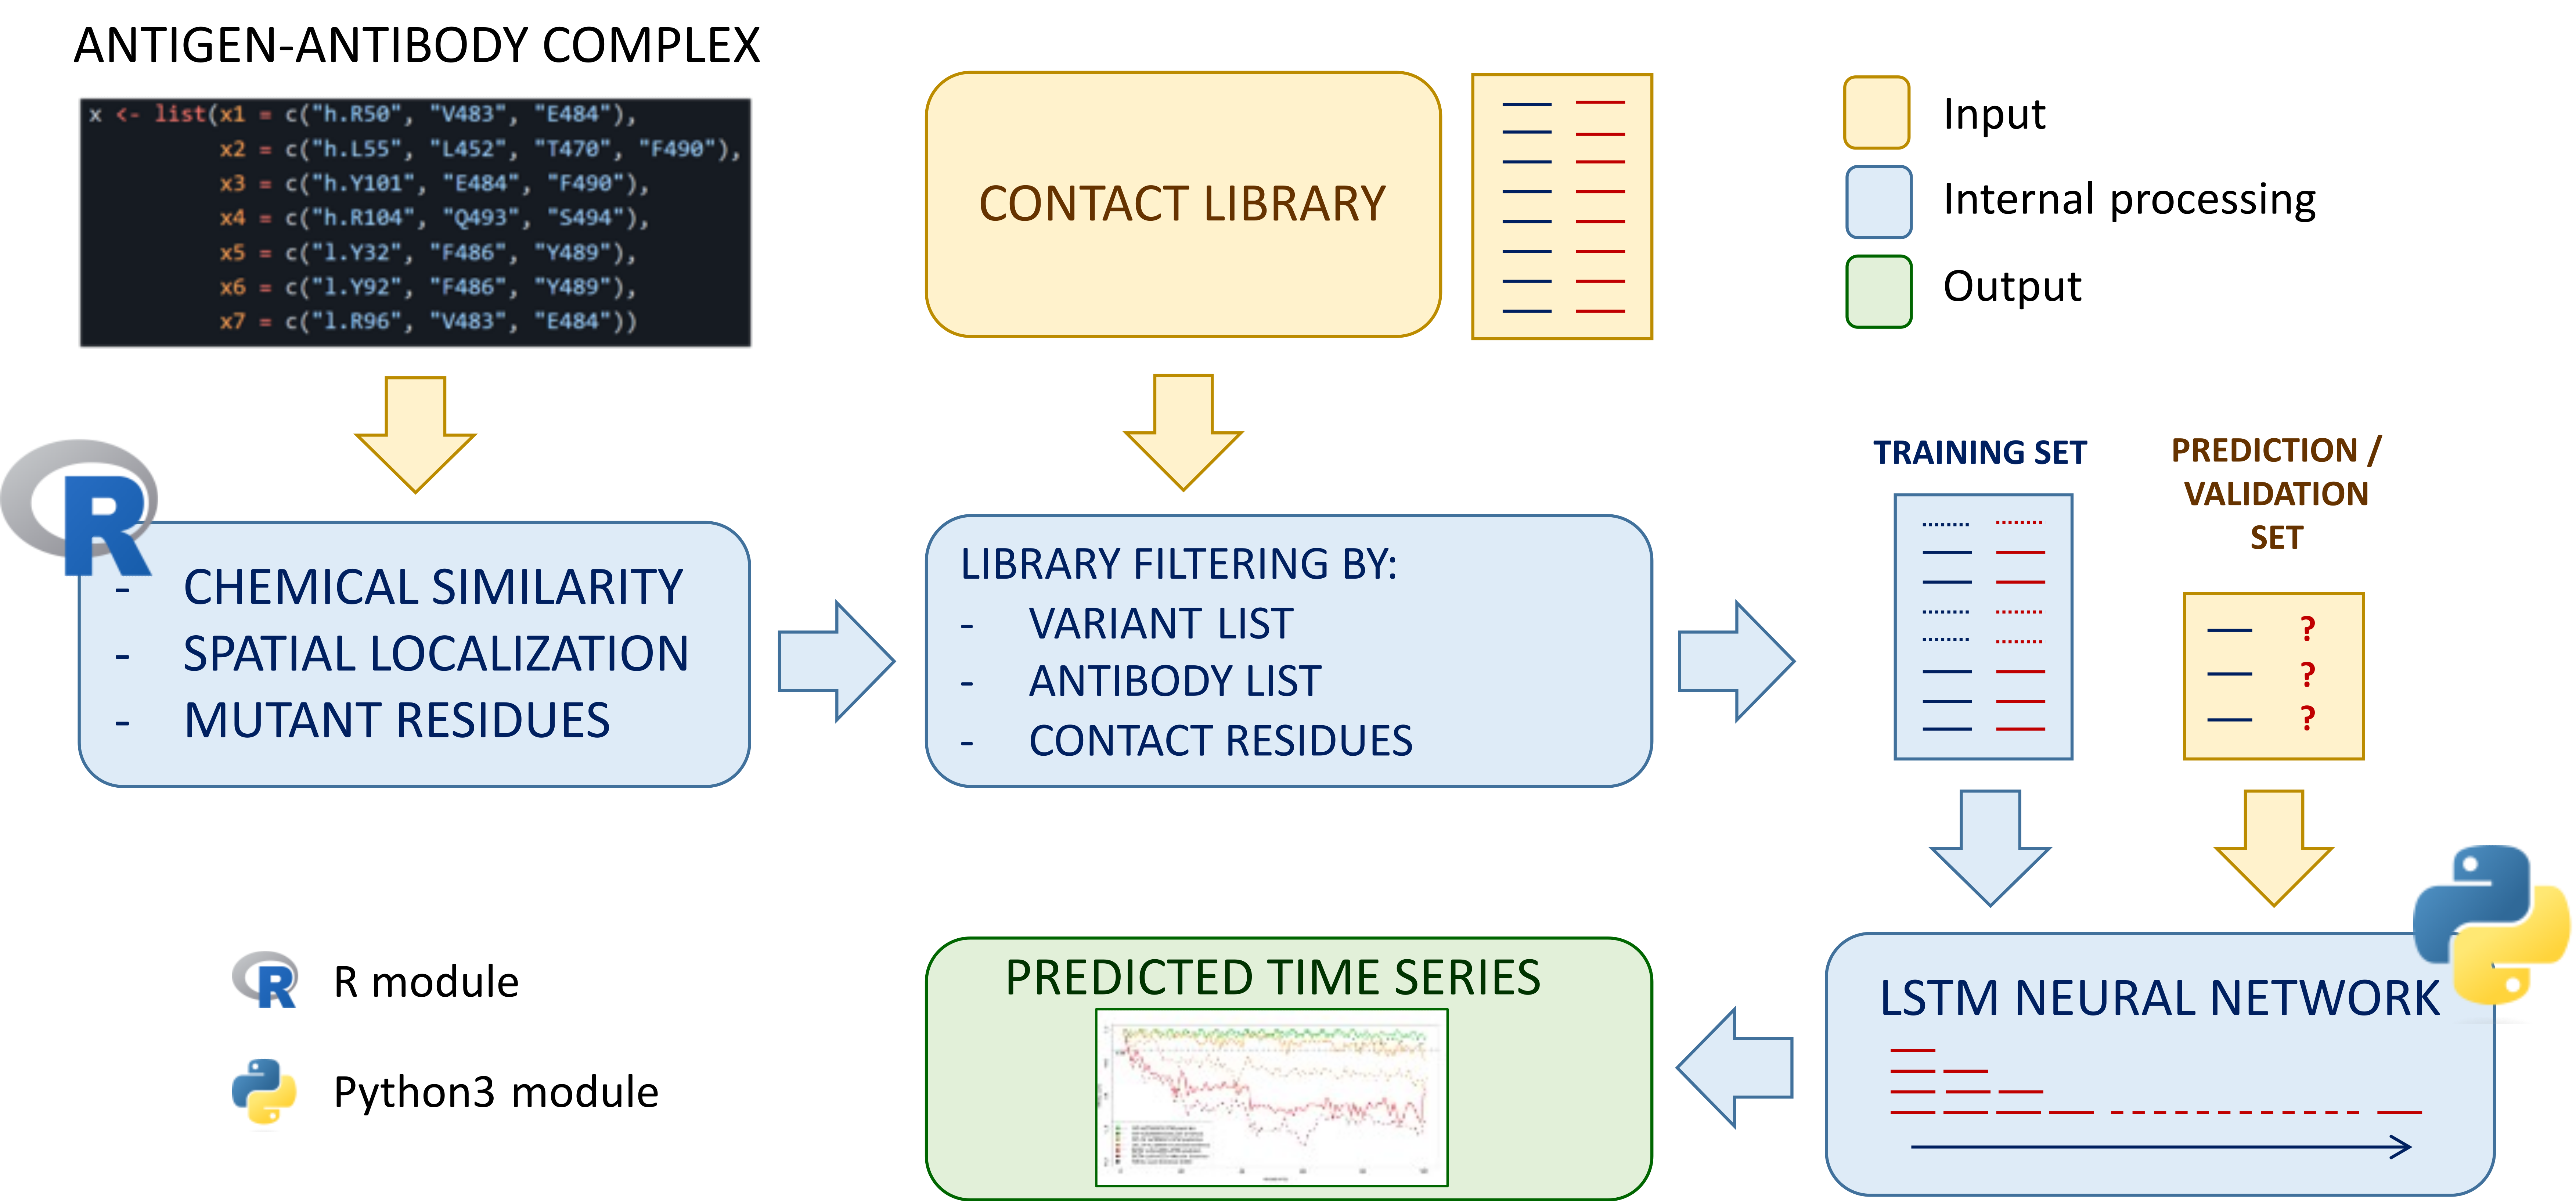 ANTIGEN-ANTIBODY COMPLEX
x <- list(x1 = c("h.R50", "V483", "E484"),
x2 = c("h.L55", "L452", "T470", "F490"),
x3 = c("h.Y101", "E484", "F490"),
x4 = c("h.R104", "Q493", "S494"),
x5 = c("l.Y32", "F486", "Y489"),
x6 = c("l.Y92", "F486", "Y489"),
x7 = c("l.R96", "V483", "E484"))
CONTACT LIBRARY
Input
Internal processing
Output
R
- CHEMICAL SIMILARITY
- SPATIAL LOCALIZATION
- MUTANT RESIDUES
LIBRARY FILTERING BY:
- VARIANT LIST
- ANTIBODY LIST
- CONTACT RESIDUES
TRAINING SET
PREDICTION /
VALIDATION
SET
?
?
?
LSTM NEURAL NETWORK
PREDICTED TIME SERIES
R
R module
Python3 module